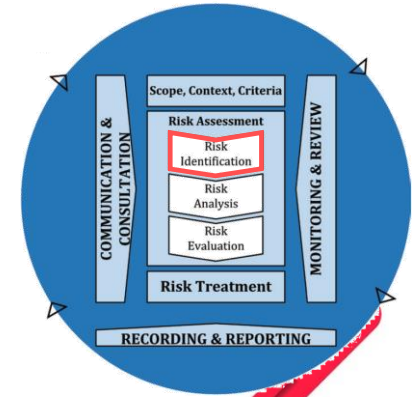 Scope, Context, Criteria
Risk Assessment
Risk
Identification
Risk
Analysis
Risk
Evaluation
Risk Treatment
COMMUNICATION &
CONSULTATION
MONITORING & REVIEW
RECORDING & REPORTING